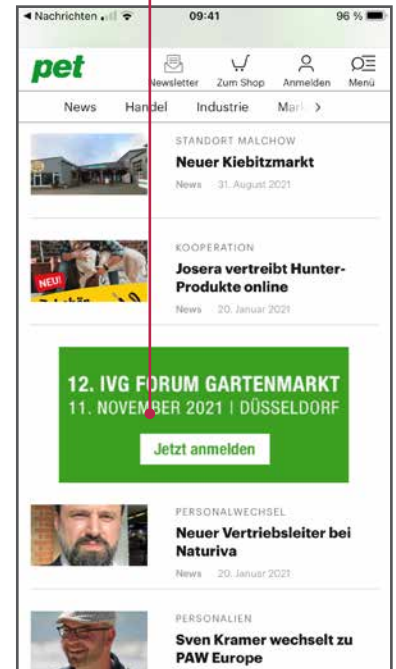 Nachrichten
09:41
96 %
pet
Newsletter Zum Shop Anmelden Menü
News Handel Industrie Mark
STANDORT MALCHOW
Neuer Kiebitzmarkt
News 31. August 2021
NEU!
KOOPERATION
Josera vertreibt Hunter-
Produkte online
News 20. Januar 2021
12. IVG FORUM GARTENMARKT
11. NOVEMBER 2021 | DÜSSELDORF
Jetzt anmelden
PERSONALWECHSEL
Neuer Vertriebsleiter bei
Naturiva
News 20. Januar 2021
PERSONALIEN
Sven Kramer wechselt zu
PAW Europe